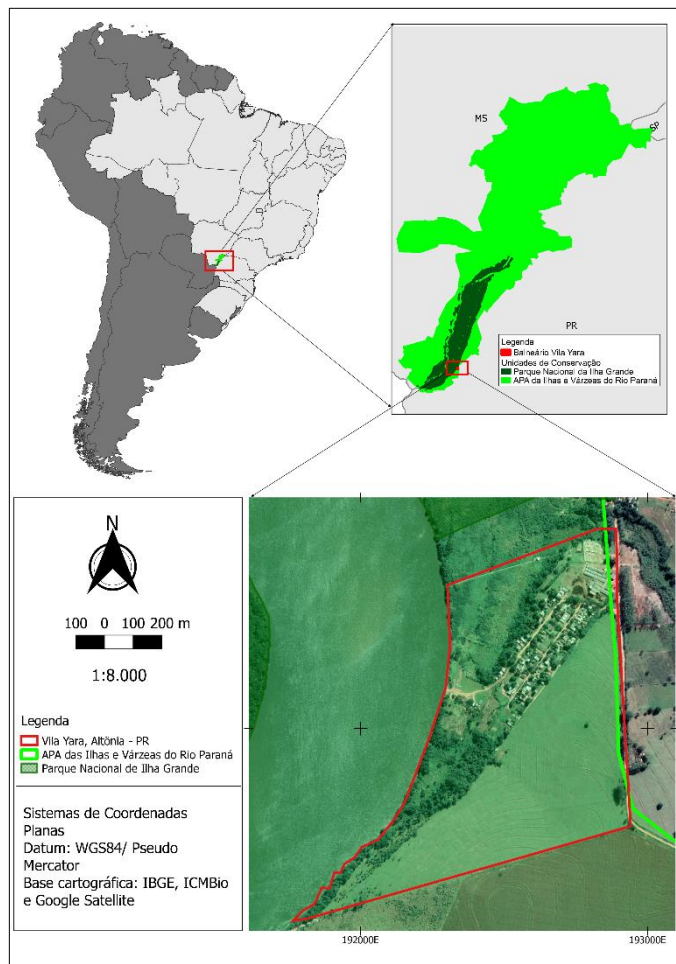 MS
SP
PR
Legenda
Balneário Vila Yara
Unidades de Conservação
Parque Nacional da Ilha Grande
APA da Ilhas e Várzeas do Rio Paraná
N
100 0 100 200 m
1:8.000
Legenda
Vila Yara, Altônia - PR
APA das Ilhas e Várzeas do Rio Paraná
Parque Nacional de Ilha Grande
Sistemas de Coordenadas
Planas
Datum: WGS84/ Pseudo
Mercator
Base cartográfica: IBGE, ICMBio
e Google Satellite
192000E 193000E